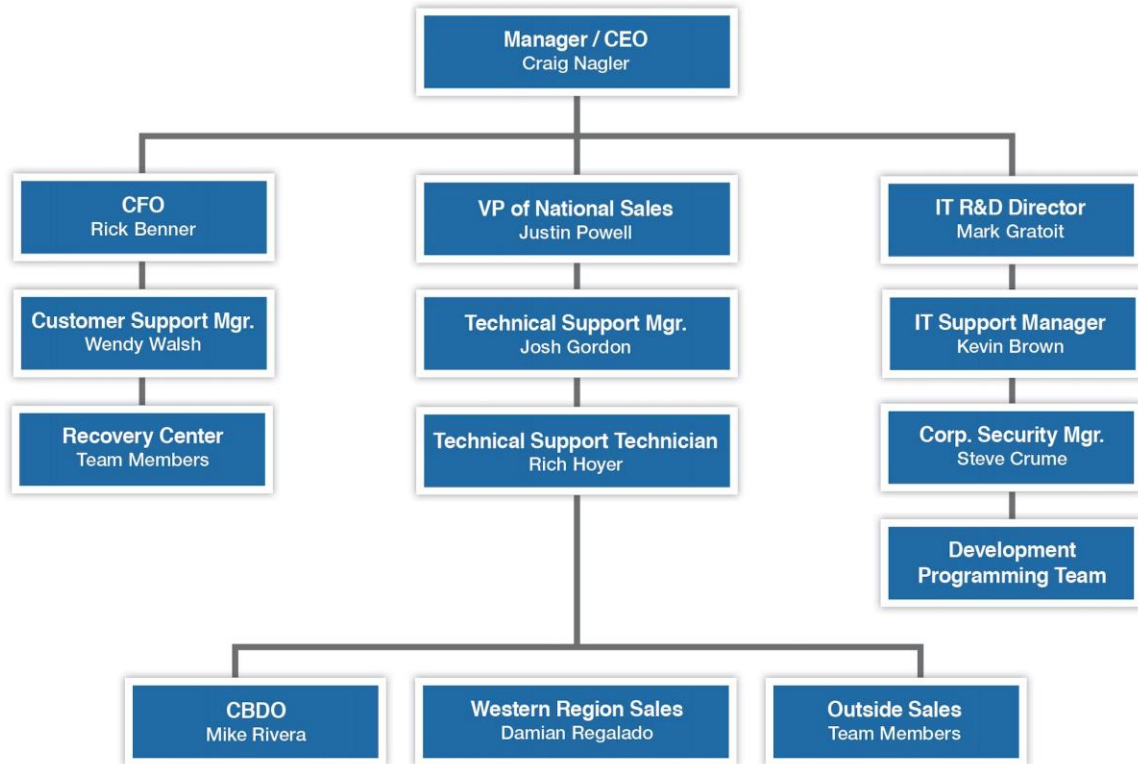 Manager / CEO
Craig Nagler
CFO
Rick Benner
VP of National Sales
Justin Powell
IT R&D Director
Mark Gratoit
Customer Support Mgr.
Wendy Walsh
Technical Support Mgr.
Josh Gordon
IT Support Manager
Kevin Brown
Recovery Center
Team Members
Technical Support Technician
Rich Hoyer
Corp. Security Mgr.
Steve Crume
Development
Programming Team
CBDO
Mike Rivera
Western Region Sales
Damian Regalado
Outside Sales
Team Members